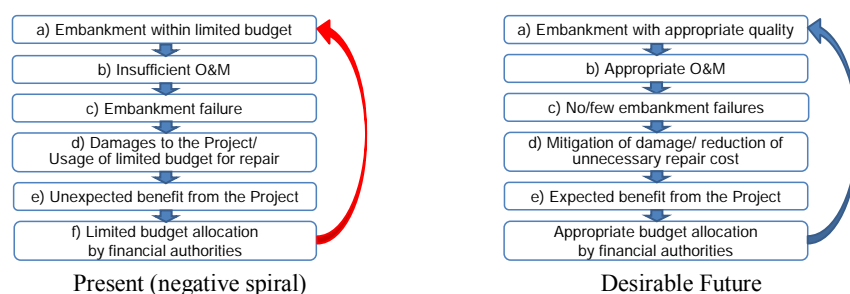 a) Embankment within limited budget
b) Insufficient O&M
c) Embankment failure
d) Damages to the Project/
Usage of limited budget for repair
e) Unexpected benefit from the Project
f) Limited budget allocation
by financial authorities
Present (negative spiral)
a) Embankment with appropriate quality
b) Appropriate O&M
c) No/few embankment failures
d) Mitigation of damage/ reduction of
unnecessary repair cost
e) Expected benefit from the Project
Appropriate budget allocation
by financial authorities
Desirable Future